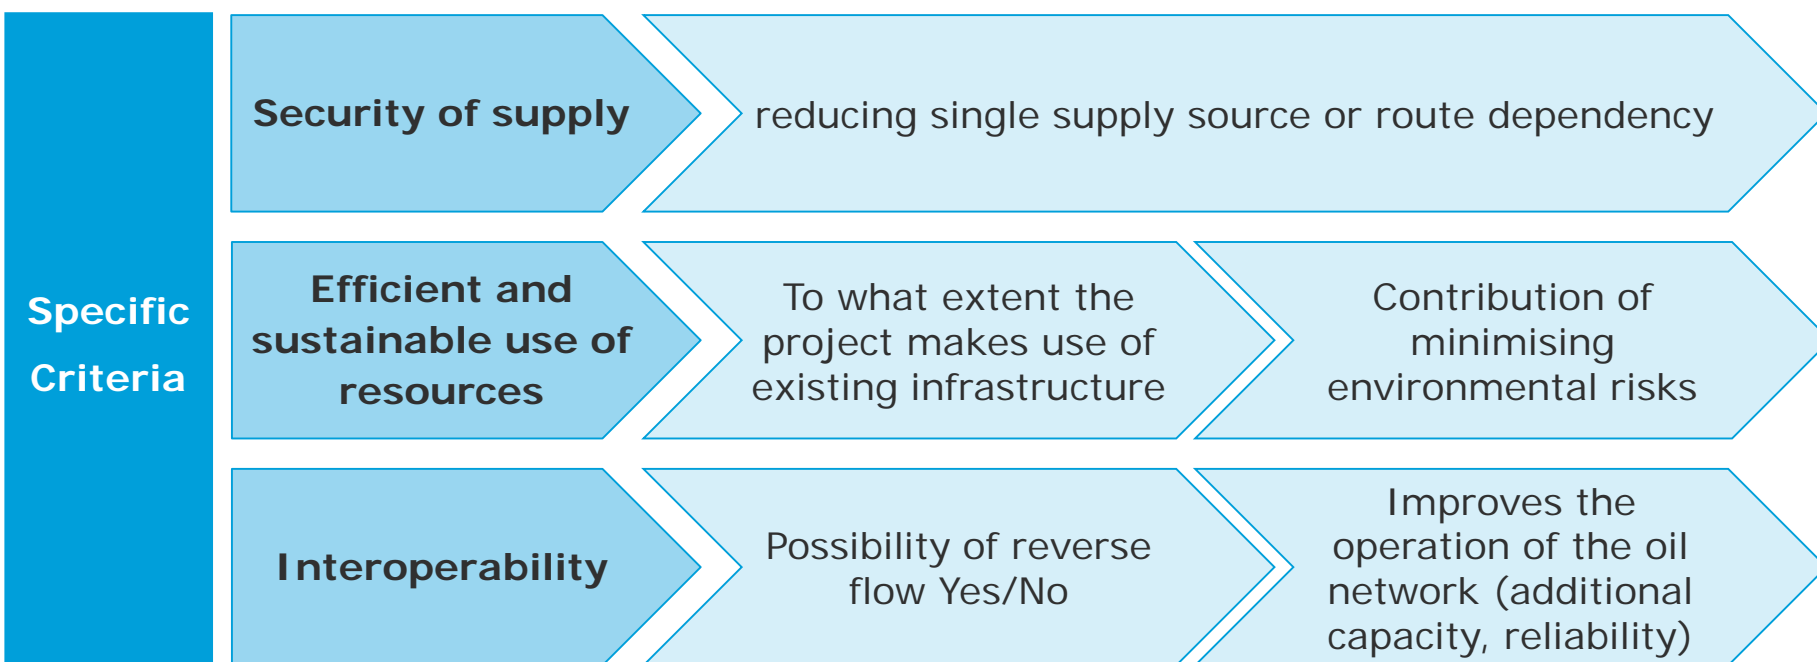 Specific
Criteria
Security of supply
reducing single supply source or route dependency
Efficient and
sustainable use of
resources
To what extent the
project makes use of
existing infrastructure
Contribution of
minimising
environmental risks
Interoperability
Possibility of reverse
flow Yes/No
Improves the
operation of the oil
network (additional
capacity, reliability)